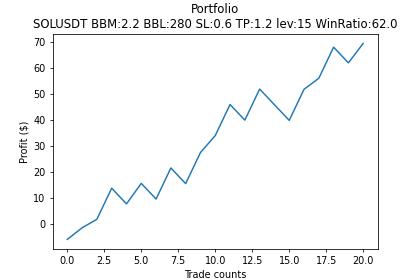 Portfolio
SOLUSDT BBM:2.2 BBL:280 SL:0.6 TP:1.2 lev:15 WinRatio:62.0
70
60
50
40
30
20
10
0
Profit ($)
0.0 2.5 5.0 7.5 10.0 12.5 15.0 17.5 20.0
Trade counts